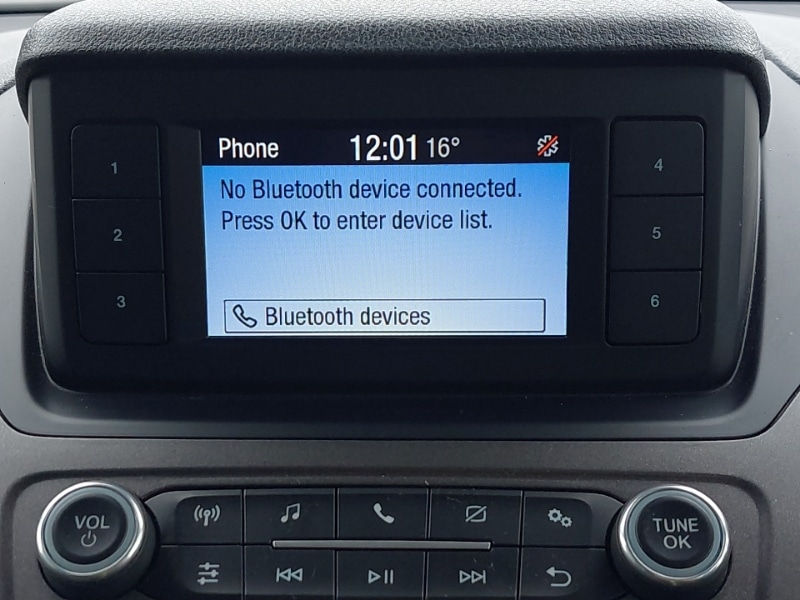 Phone 12:01 16°
No Bluetooth device connected.
Press OK to enter device list.
Bluetooth devices
1
2
3
4
5
6
VOL
TUNE
OK